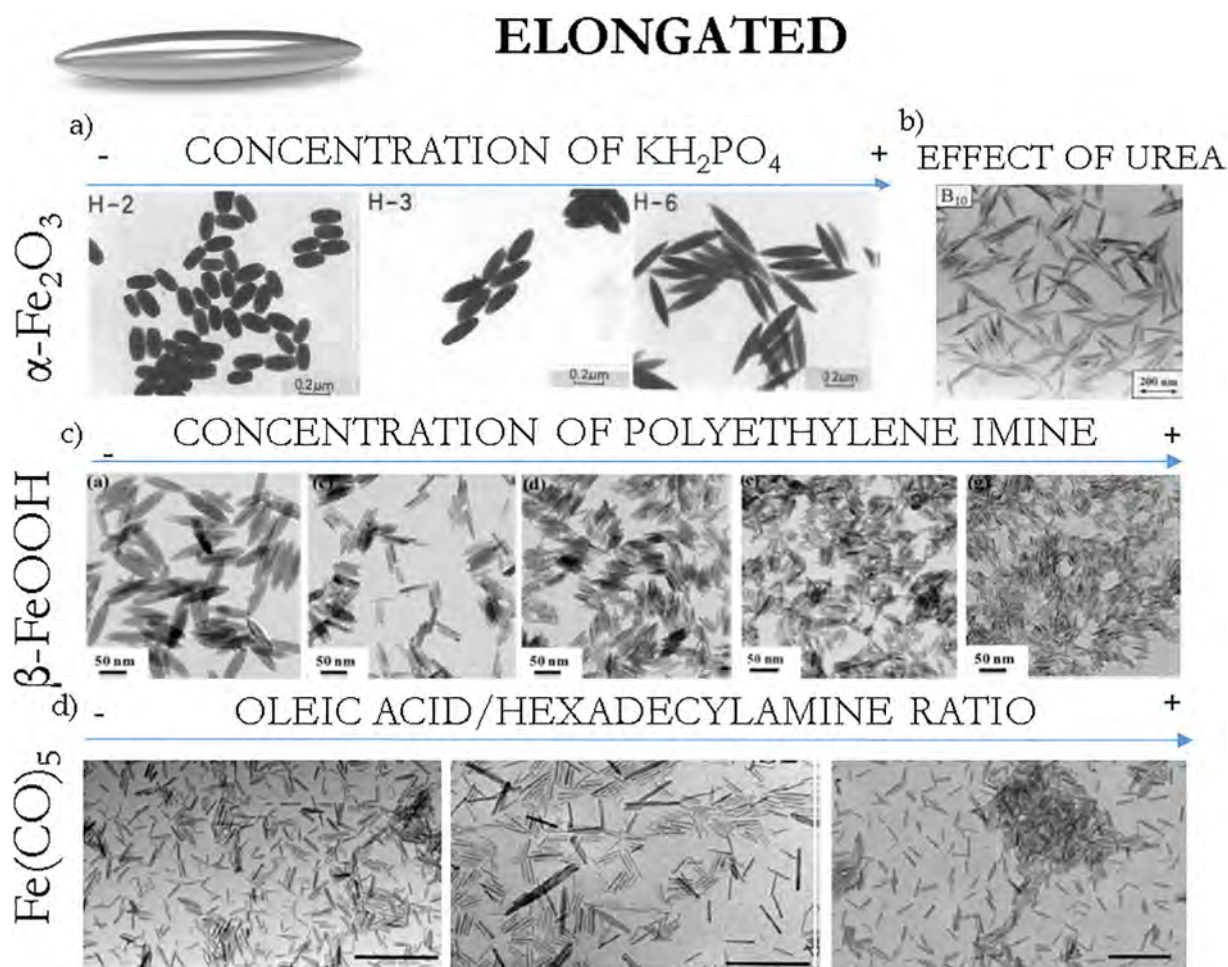 ELONGATED
a)
- CONCENTRATION OF KH₂PO₄ +
b)
EFFECT OF UREA
α-Fe₂O₃
H-2
0.2µm
H-3
0.2µm
H-6
0.2µm
B₁₀
200 nm
c)
- CONCENTRATION OF POLYETHYLENE IMINE +
β-FeOOH
(a)
50 nm
(c)
50 nm
(d)
50 nm
(e)
50 nm
(g)
50 nm
d)
- OLEIC ACID/HEXADECYLAMINE RATIO +
Fe(CO)₅